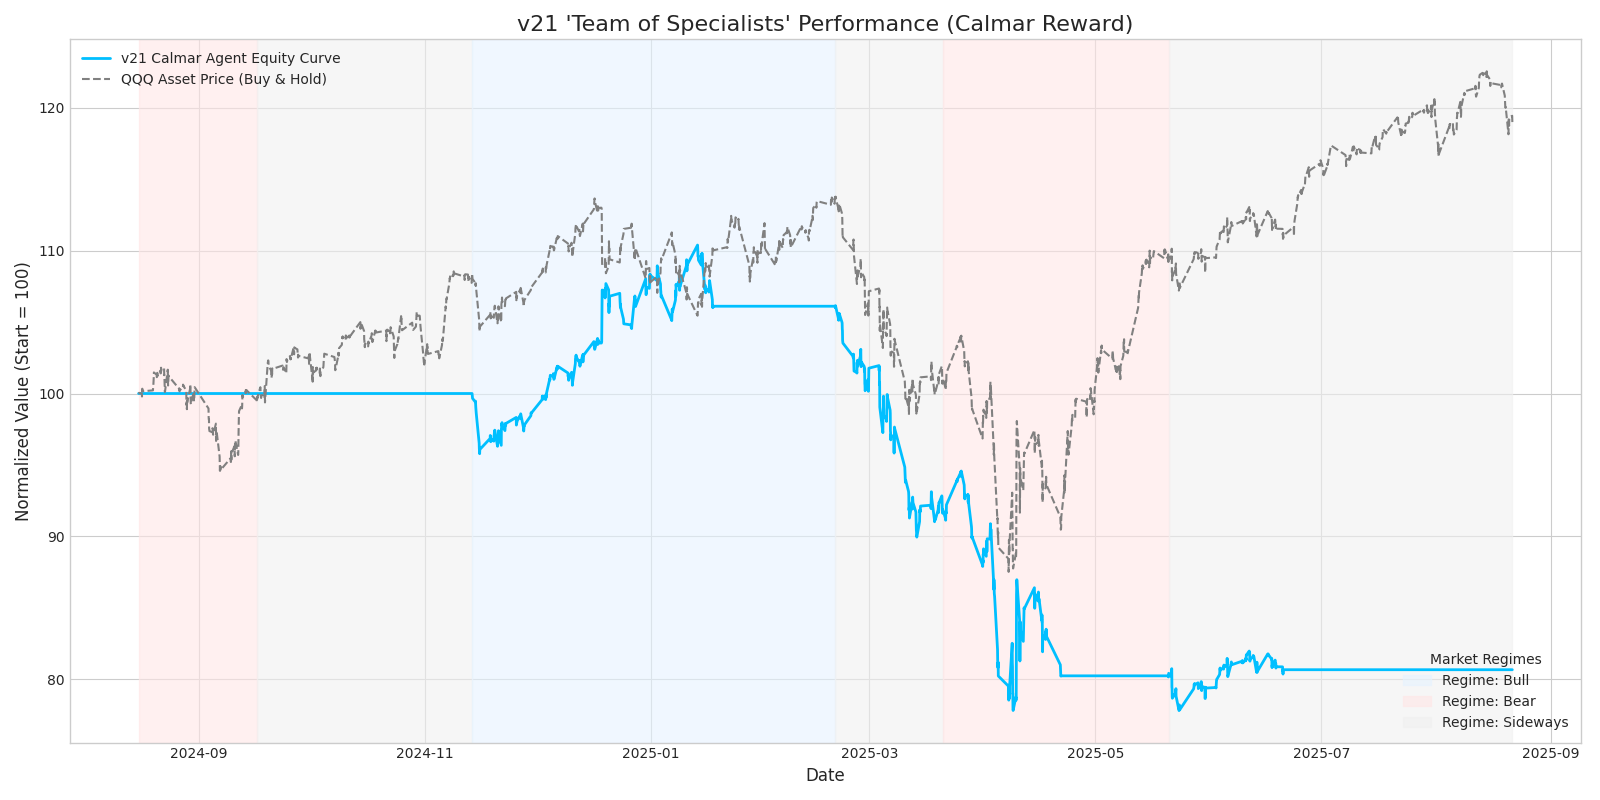 v21 'Team of Specialists' Performance (Calmar Reward)
v21 Calmar Agent Equity Curve
QQQ Asset Price (Buy & Hold)
Normalized Value (Start = 100)
120
110
100
90
80
Market Regimes
Regime: Bull
Regime: Bear
Regime: Sideways
2024-09
2024-11
2025-01
2025-03
2025-05
2025-07
2025-09
Date